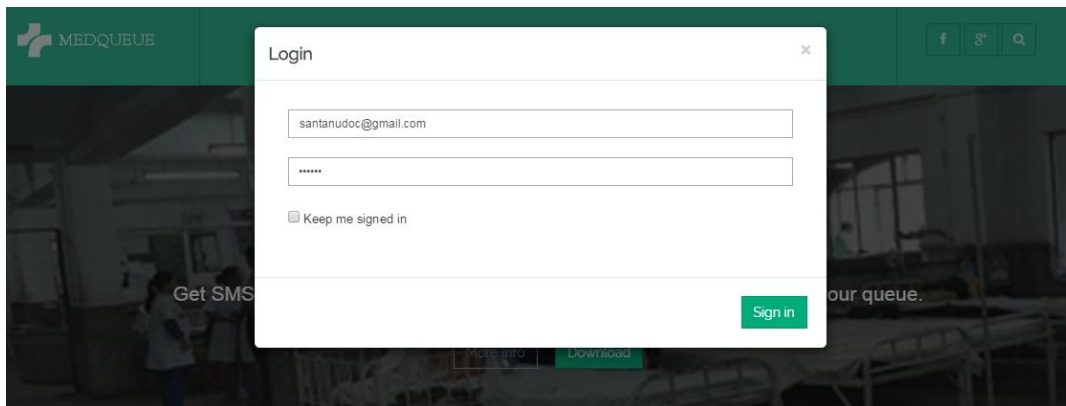 MEDQUEUE
f g+
Login ×
santanudoc@gmail.com
••••••
Keep me signed in
Get SMS our queue.
Sign in
More Info Download